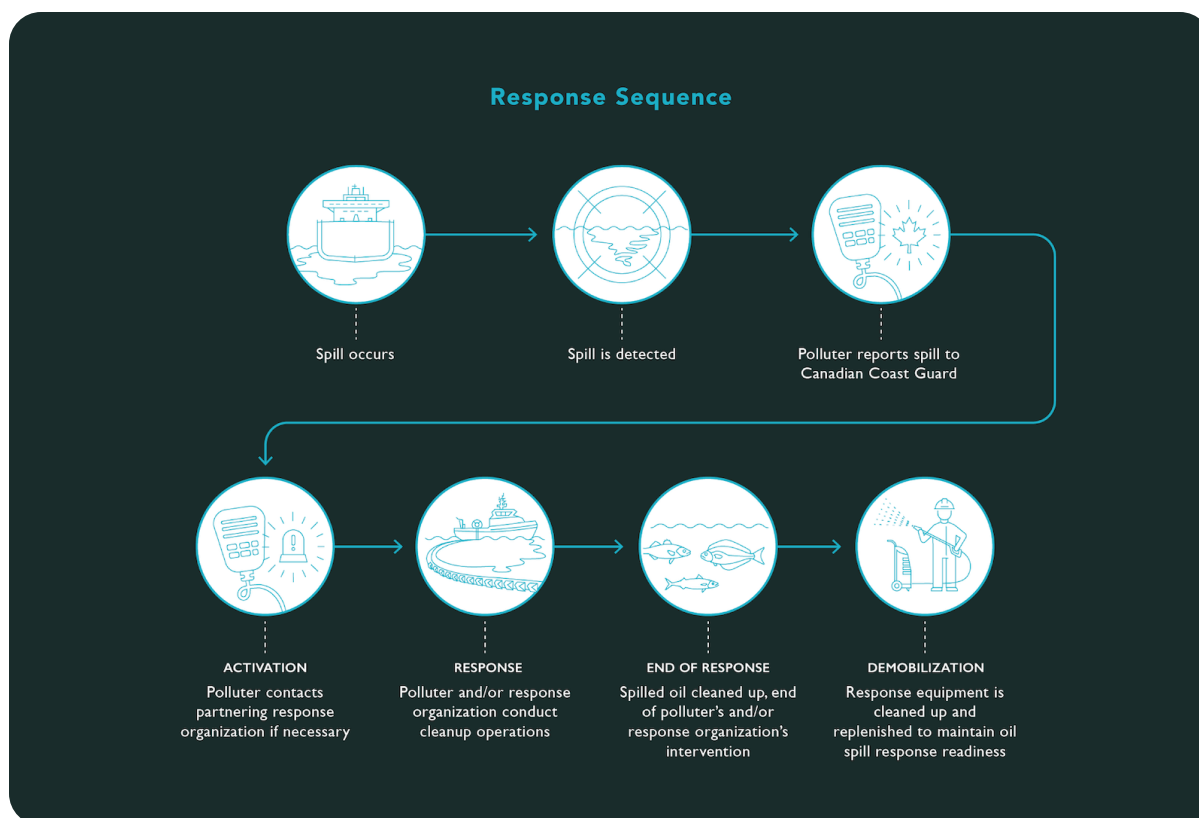 Response Sequence
Spill occurs
Spill is detected
Polluter reports spill to
Canadian Coast Guard
ACTIVATION
Polluter contacts
partnering response
organization if necessary
RESPONSE
Polluter and/or response
organization conduct
cleanup operations
END OF RESPONSE
Spilled oil cleaned up, end
of polluter's and/or
response organization's
intervention
DEMOBILIZATION
Response equipment is
cleaned up and
replenished to maintain oil
spill response readiness